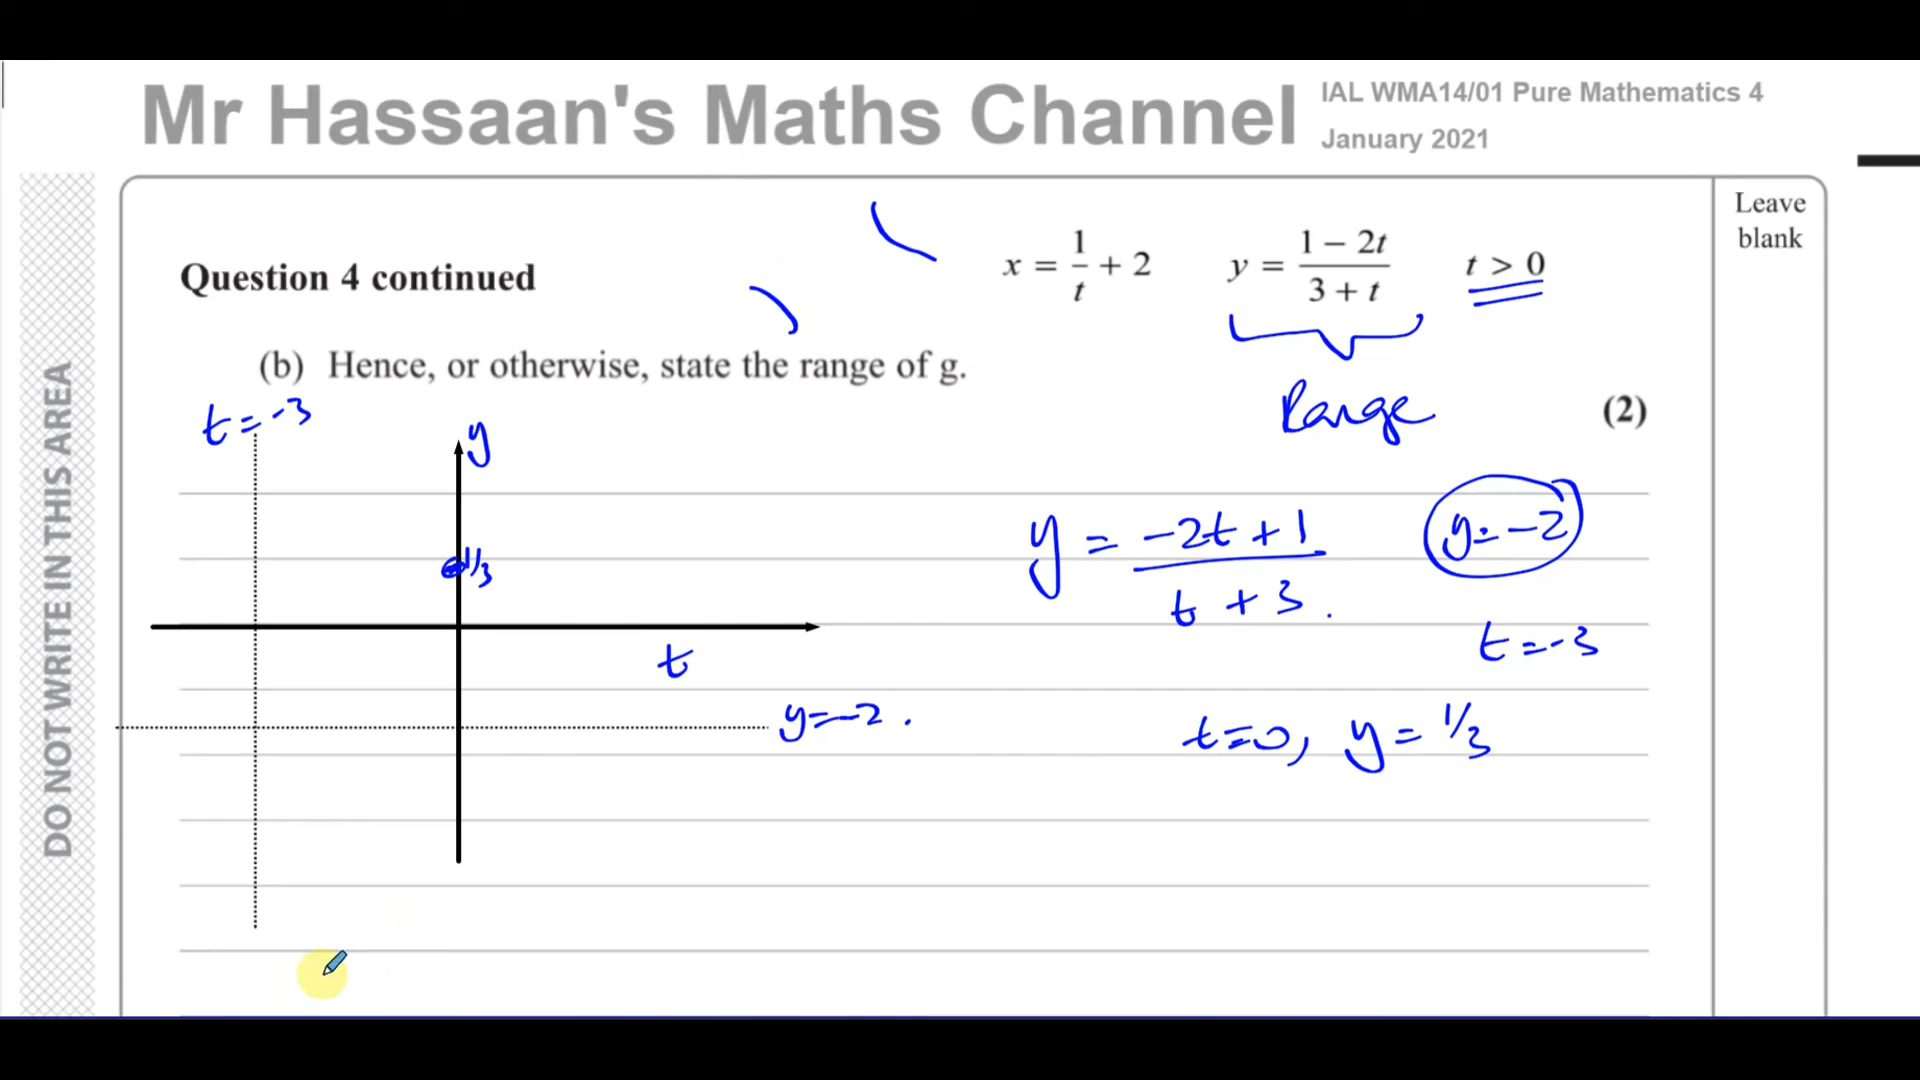 Mr Hassaan's Maths Channel
IAL WMA14/01 Pure Mathematics 4
January 2021
DO NOT WRITE IN THIS AREA
Leave
blank
Question 4 continued
x = 1/t + 2    y = (1 − 2t)/(3 + t)    t > 0
(b) Hence, or otherwise, state the range of g.
Range
(2)
t = -3
y
1/3
t
y = -2 .
y = (-2t + 1)/(t + 3) .
y = -2
t = -3
t = 0, y = 1/3